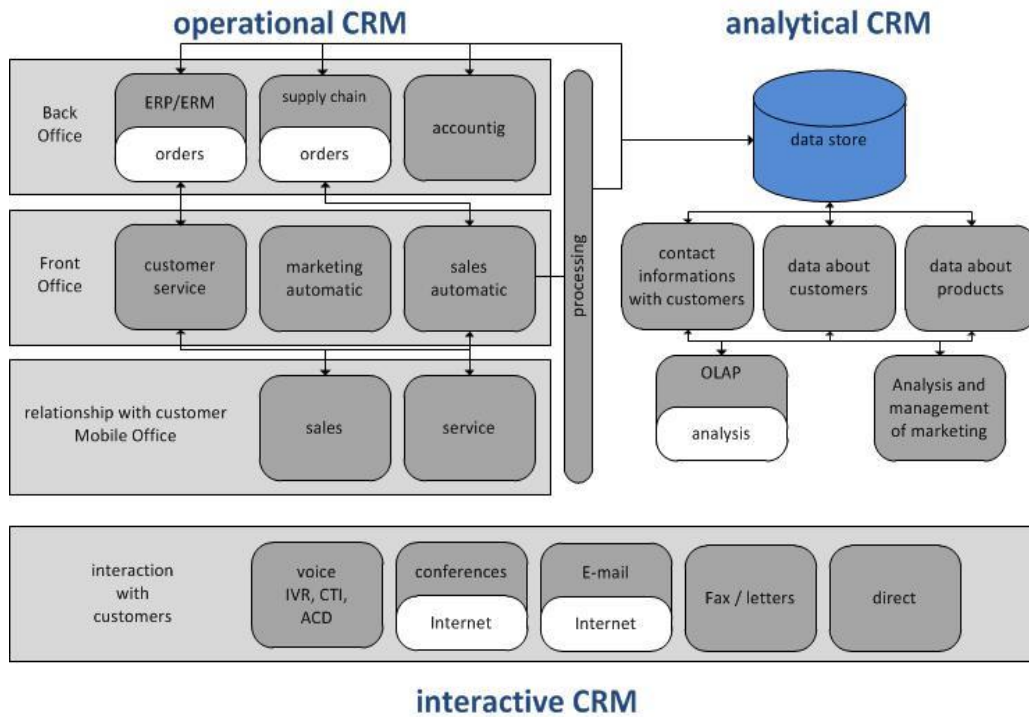 operational CRM
analytical CRM
Back
Office
ERP/ERM
orders
supply chain
orders
accountig
data store
Front
Office
customer
service
marketing
automatic
sales
automatic
processing
contact
informations
with customers
data about
customers
data about
products
relationship with customer
Mobile Office
sales
service
OLAP
analysis
Analysis and
management
of marketing
interaction
with
customers
voice
IVR, CTI,
ACD
conferences
Internet
E-mail
Internet
Fax / letters
direct
interactive CRM